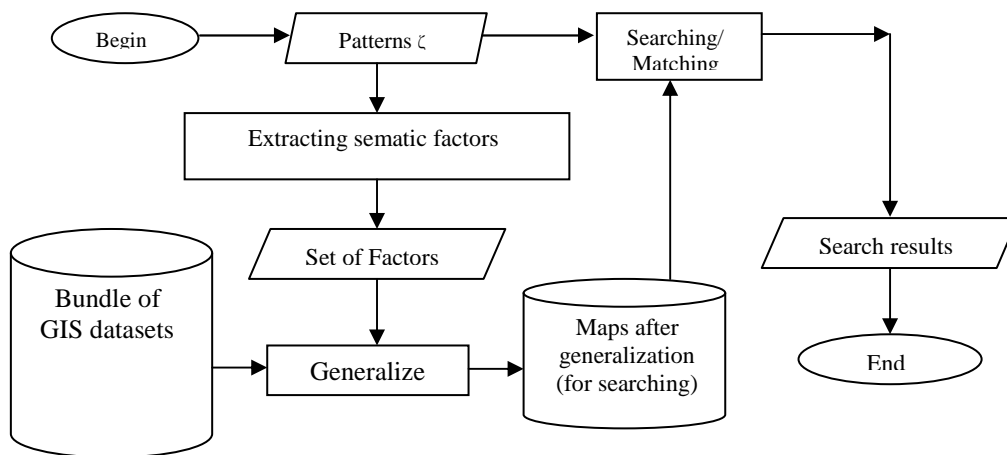 Begin
Patterns ζ
Searching/
Matching
Extracting sematic factors
Set of Factors
Search results
Bundle of
GIS datasets
Maps after
generalization
(for searching)
Generalize
End